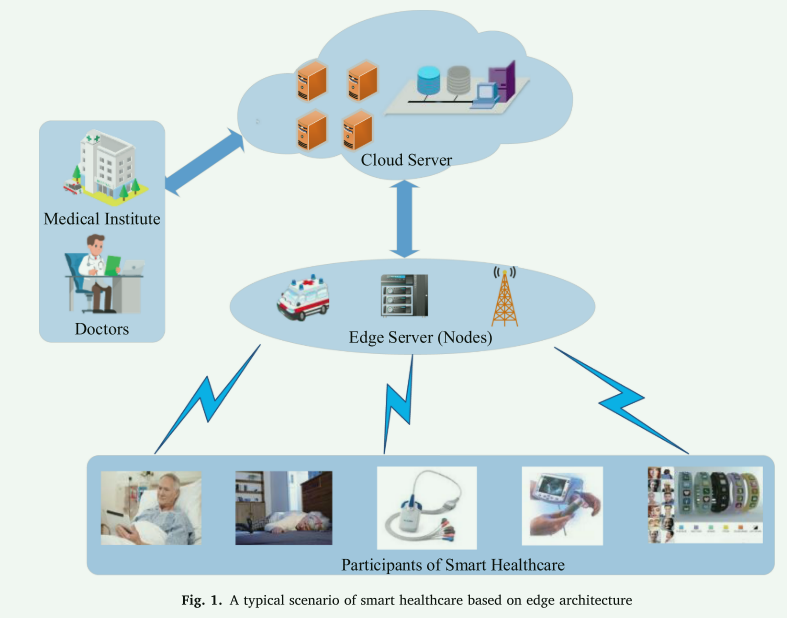 Cloud Server
Medical Institute
Doctors
Edge Server (Nodes)
Participants of Smart Healthcare
Fig. 1. A typical scenario of smart healthcare based on edge architecture